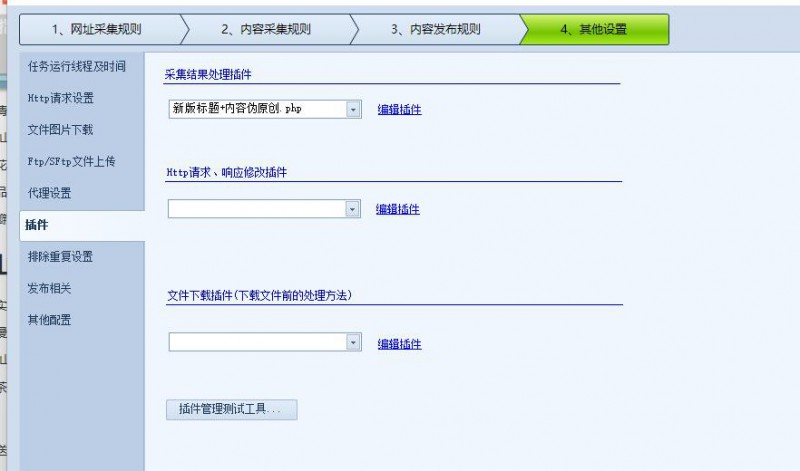 1、网址采集规则
2、内容采集规则
3、内容发布规则
4、其他设置
任务运行线程及时间
Http请求设置
文件图片下载
Ftp/SFtp文件上传
代理设置
插件
排除重复设置
发布相关
其他配置
采集结果处理插件
新版标题+内容伪原创.php
编辑插件
Http请求、响应修改插件
编辑插件
文件下载插件(下载文件前的处理方法)
编辑插件
插件管理测试工具...